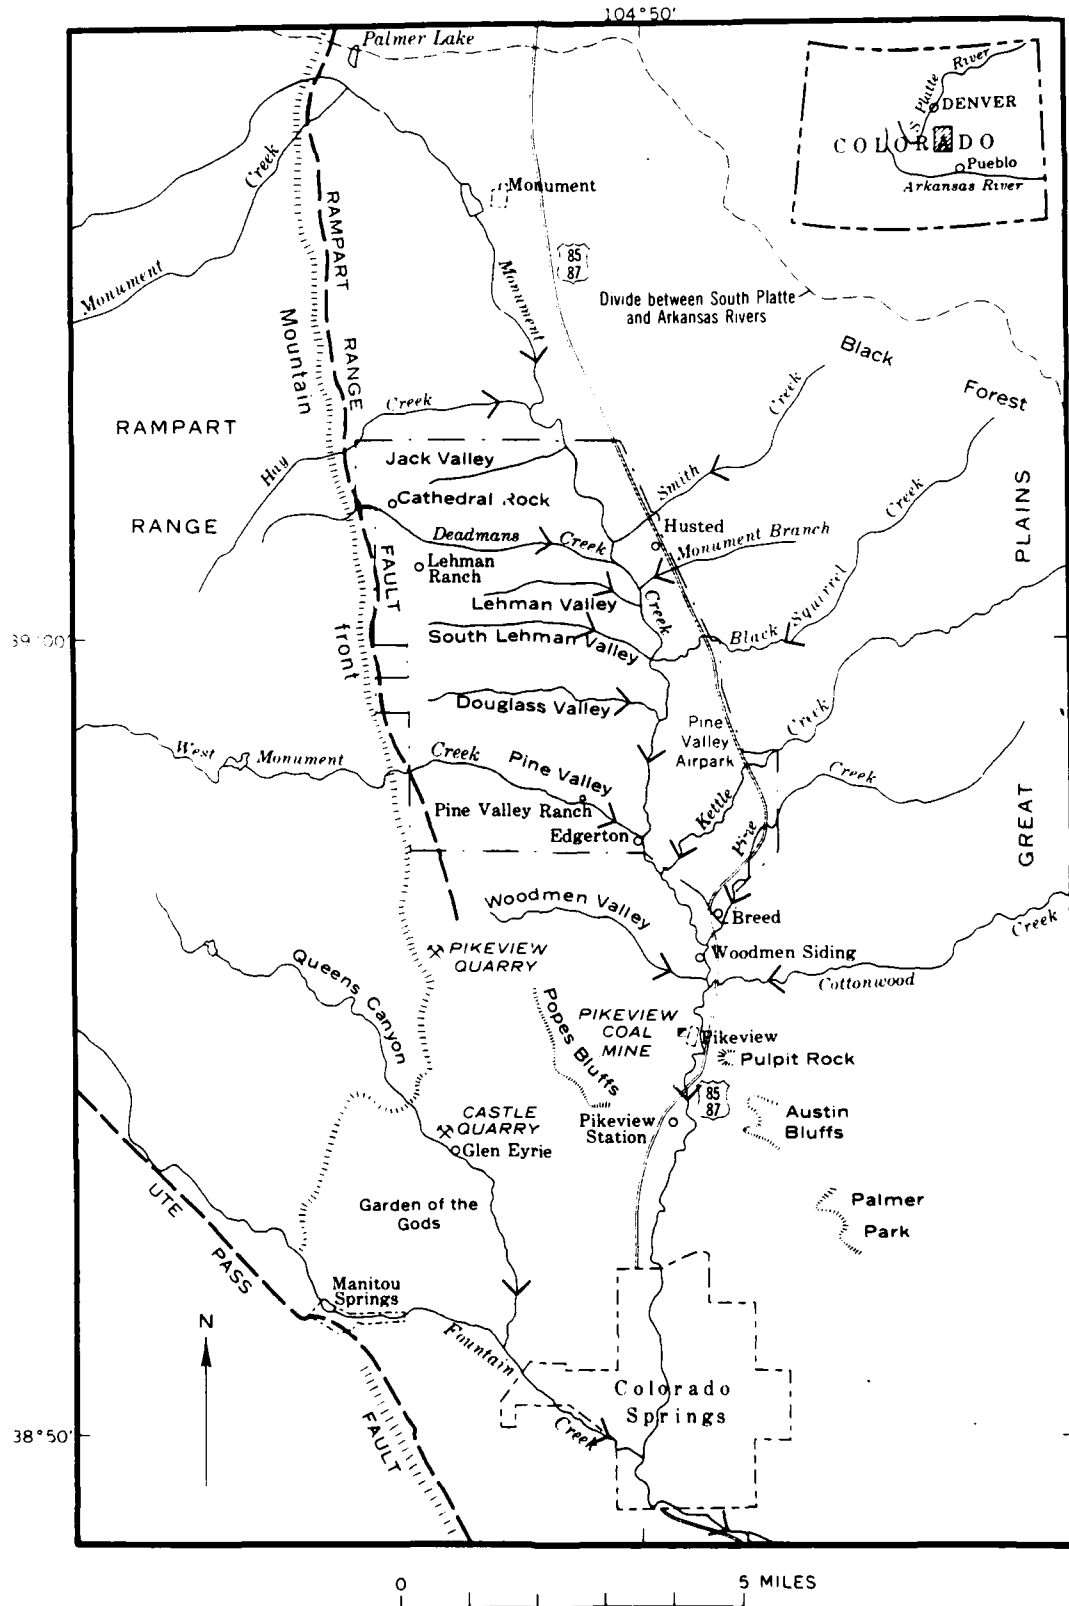 104°50'
Palmer Lake
S Platte River
DENVER
COLORADO
Pueblo
Arkansas River
Creek
Monument
Monument
RAMPART RANGE FAULT
85
87
Monument
Divide between South Platte
and Arkansas Rivers
Mountain front
Black Forest
Creek
Creek
RAMPART
RANGE
Hay
Jack Valley
Smith
Creek
PLAINS
Cathedral Rock
Husted
Deadmans Creek
Monument Branch
Lehman
Ranch
Lehman Valley
Creek
Squirrel
39°00'
South Lehman Valley
Black
Douglass Valley
Pine
Valley
Airpark
Creek
West Monument Creek
Pine Valley
Creek
Pine Valley Ranch
Kettle
Edgerton
Pine
GREAT
Woodmen Valley
Breed
Creek
PIKEVIEW
QUARRY
Woodmen Siding
Queens Canyon
Cottonwood
Popes Bluffs
PIKEVIEW
COAL
MINE
Pikeview
Pulpit Rock
85
87
CASTLE
QUARRY
Pikeview
Station
Austin
Bluffs
Glen Eyrie
UTE PASS FAULT
Garden of the
Gods
Palmer
Park
Manitou
Springs
N
Fountain Creek
Colorado
Springs
38°50'
0 5 MILES